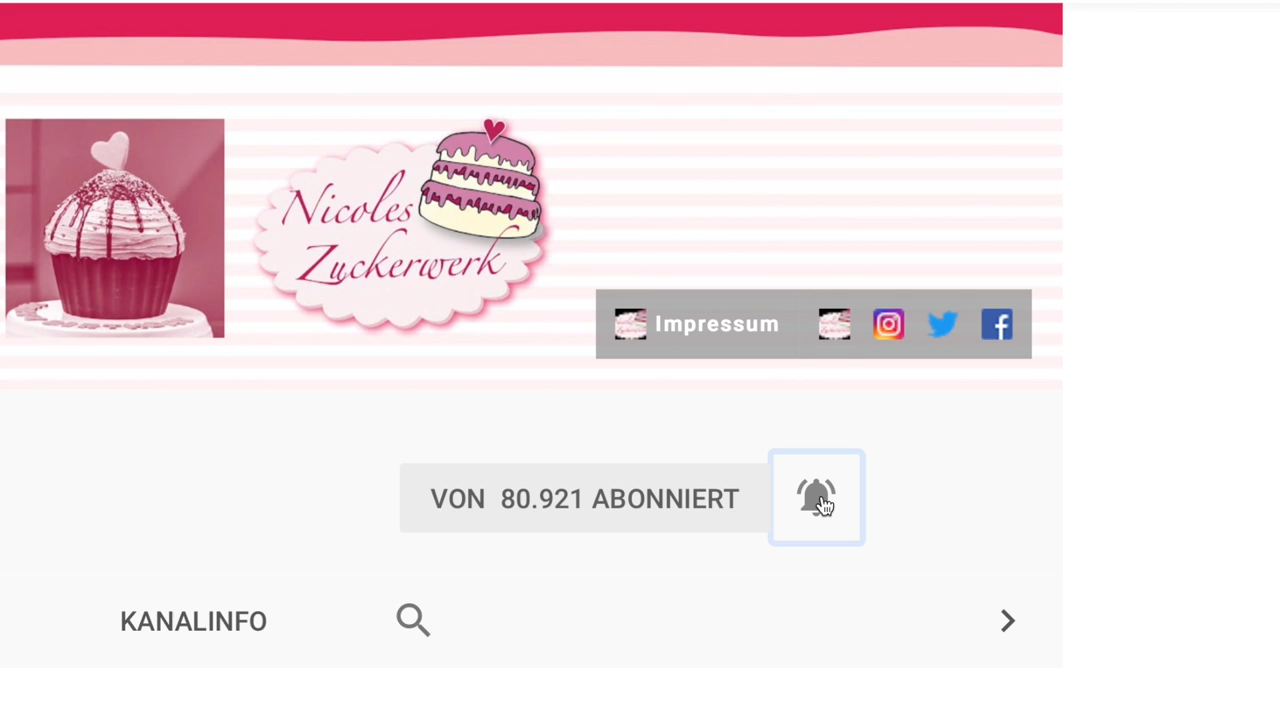 Nicoles
Zuckerwerk
Impressum
VON 80.921 ABONNIERT
KANALINFO